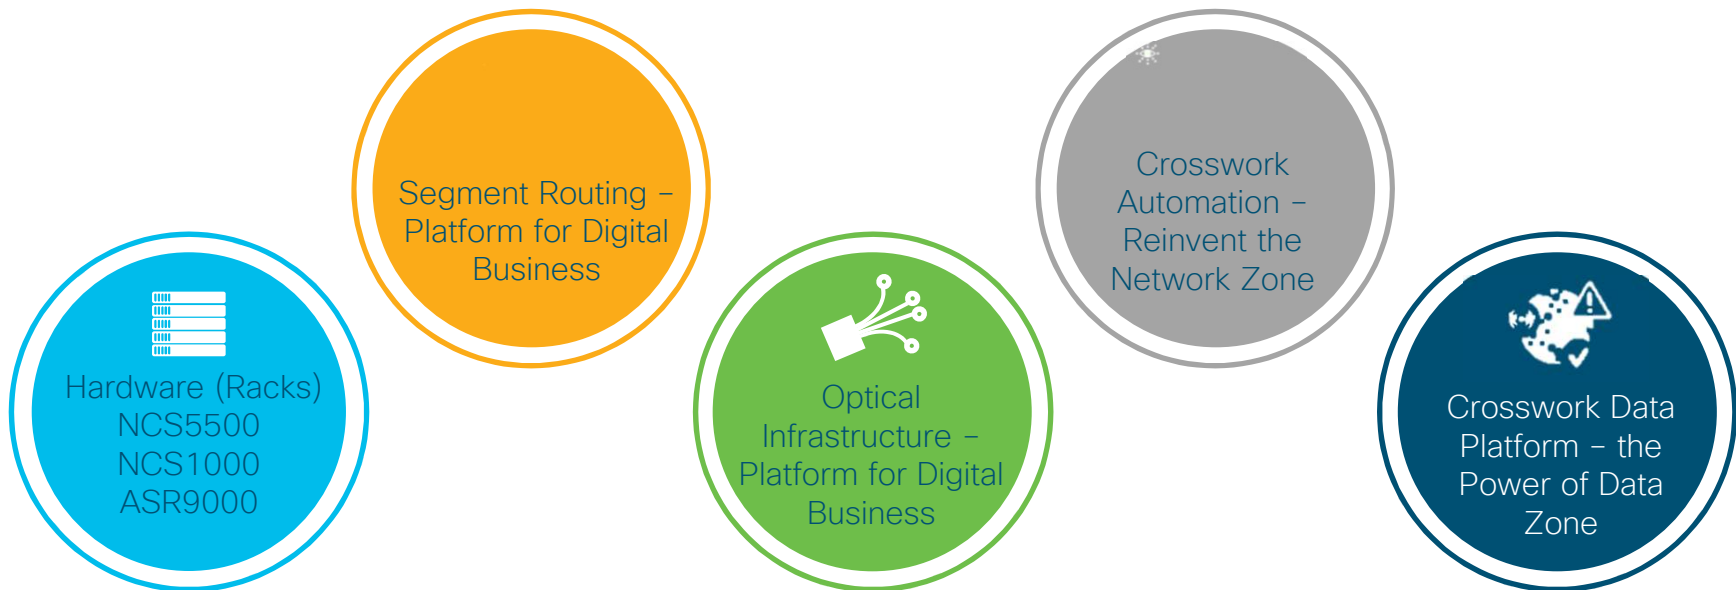 Hardware (Racks)
NCS5500
NCS1000
ASR9000
Segment Routing –
Platform for Digital
Business
Optical
Infrastructure –
Platform for Digital
Business
Crosswork
Automation –
Reinvent the
Network Zone
Crosswork Data
Platform – the
Power of Data
Zone